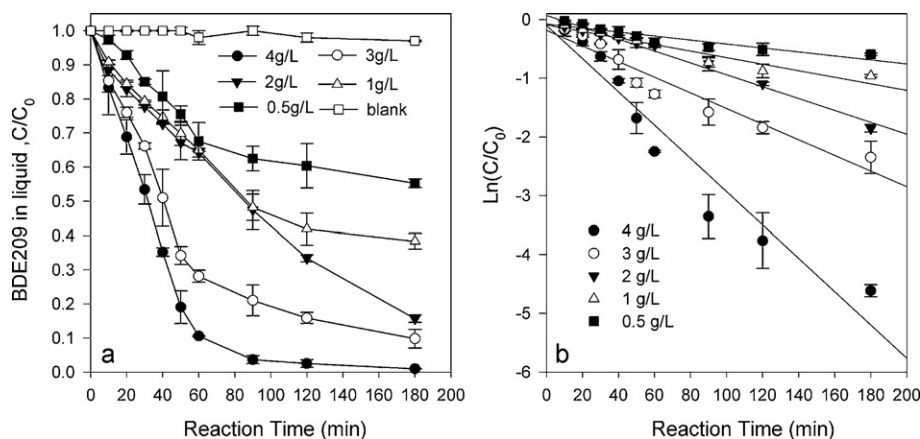 BDE209 in liquid ,C/C0
1.0
0.9
0.8
0.7
0.6
0.5
0.4
0.3
0.2
0.1
0.0
4g/L 3g/L
2g/L 1g/L
0.5g/L blank
a
0 20 40 60 80 100 120 140 160 180 200
Reaction Time (min)
Ln(C/C0)
0
-1
-2
-3
-4
-5
-6
4 g/L
3 g/L
2 g/L
1 g/L
0.5 g/L
b
0 20 40 60 80 100 120 140 160 180 200
Reaction Time (min)